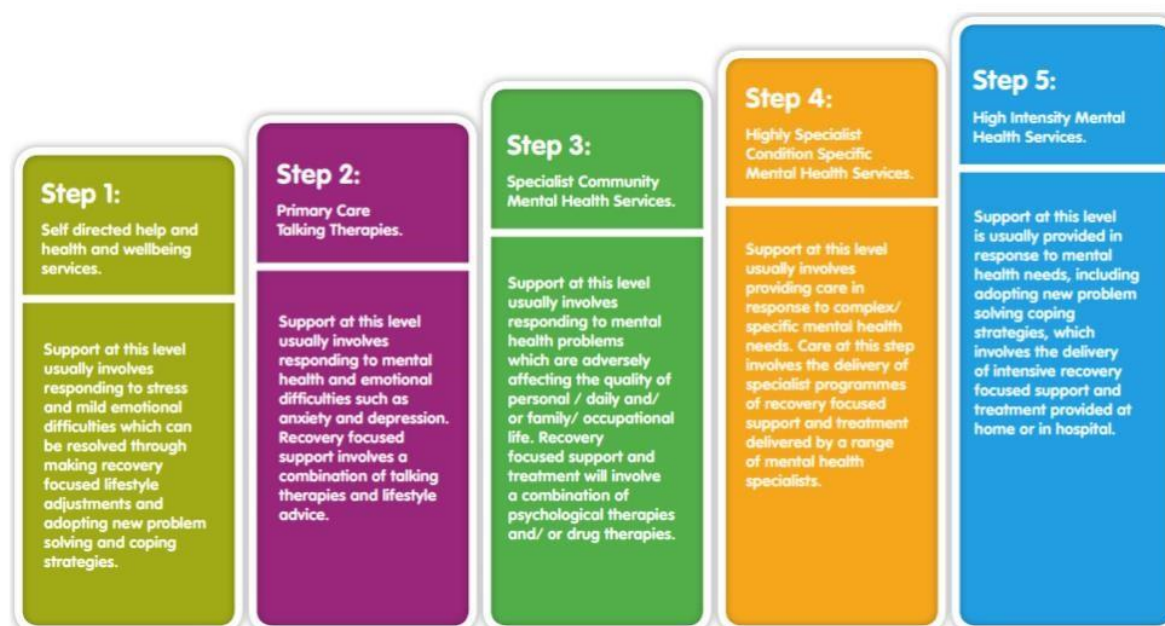 Step 1:
Self directed help and
health and wellbeing
services.
Support at this level
usually involves
responding to stress
and mild emotional
difficulties which can
be resolved through
making recovery
focused lifestyle
adjustments and
adopting new problem
solving and coping
strategies.
Step 2:
Primary Care
Talking Therapies.
Support at this level
usually involves
responding to mental
health and emotional
difficulties such as
anxiety and depression.
Recovery focused
support involves a
combination of talking
therapies and lifestyle
advice.
Step 3:
Specialist Community
Mental Health Services.
Support at this level
usually involves
responding to mental
health problems
which are adversely
affecting the quality of
personal / daily and/
or family/ occupational
life. Recovery
focused support and
treatment will involve
a combination of
psychological therapies
and/ or drug therapies.
Step 4:
Highly Specialist
Condition Specific
Mental Health Services.
Support at this level
usually involves
providing care in
response to complex/
specific mental health
needs. Care at this step
involves the delivery of
specialist programmes
of recovery focused
support and treatment
delivered by a range
of mental health
specialists.
Step 5:
High Intensity Mental
Health Services.
Support at this level
is usually provided in
response to mental
health needs, including
adopting new problem
solving coping
strategies, which
involves the delivery
of intensive recovery
focused support and
treatment provided at
home or in hospital.